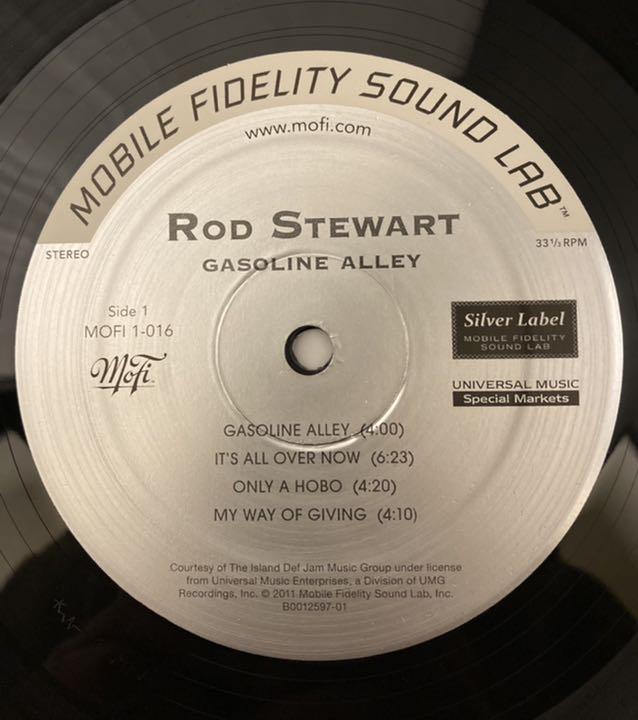 MOBILE FIDELITY SOUND LAB™
www.mofi.com
ROD STEWART
GASOLINE ALLEY
STEREO
33 1/3 RPM
Side 1
MOFI 1-016
MoFi
Silver Label
MOBILE FIDELITY
SOUND LAB
UNIVERSAL MUSIC
Special Markets
GASOLINE ALLEY (4:00)
IT'S ALL OVER NOW (6:23)
ONLY A HOBO (4:20)
MY WAY OF GIVING (4:10)
Courtesy of The Island Def Jam Music Group under license
from Universal Music Enterprises, a Division of UMG
Recordings, Inc. © 2011 Mobile Fidelity Sound Lab, Inc.
B0012597-01